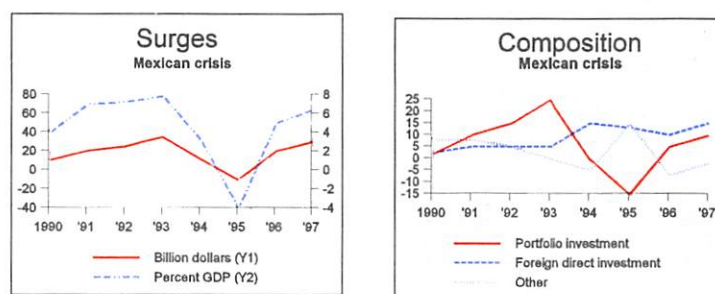 Surges
Mexican crisis
80
60
40
20
0
-20
-40
8
6
4
2
0
-2
-4
1990 '91 '92 '93 '94 '95 '96 '97
Billion dollars (Y1)
Percent GDP (Y2)
Composition
Mexican crisis
25
20
15
10
5
0
-5
-10
-15
1990 '91 '92 '93 '94 '95 '96 '97
Portfolio investment
Foreign direct investment
Other